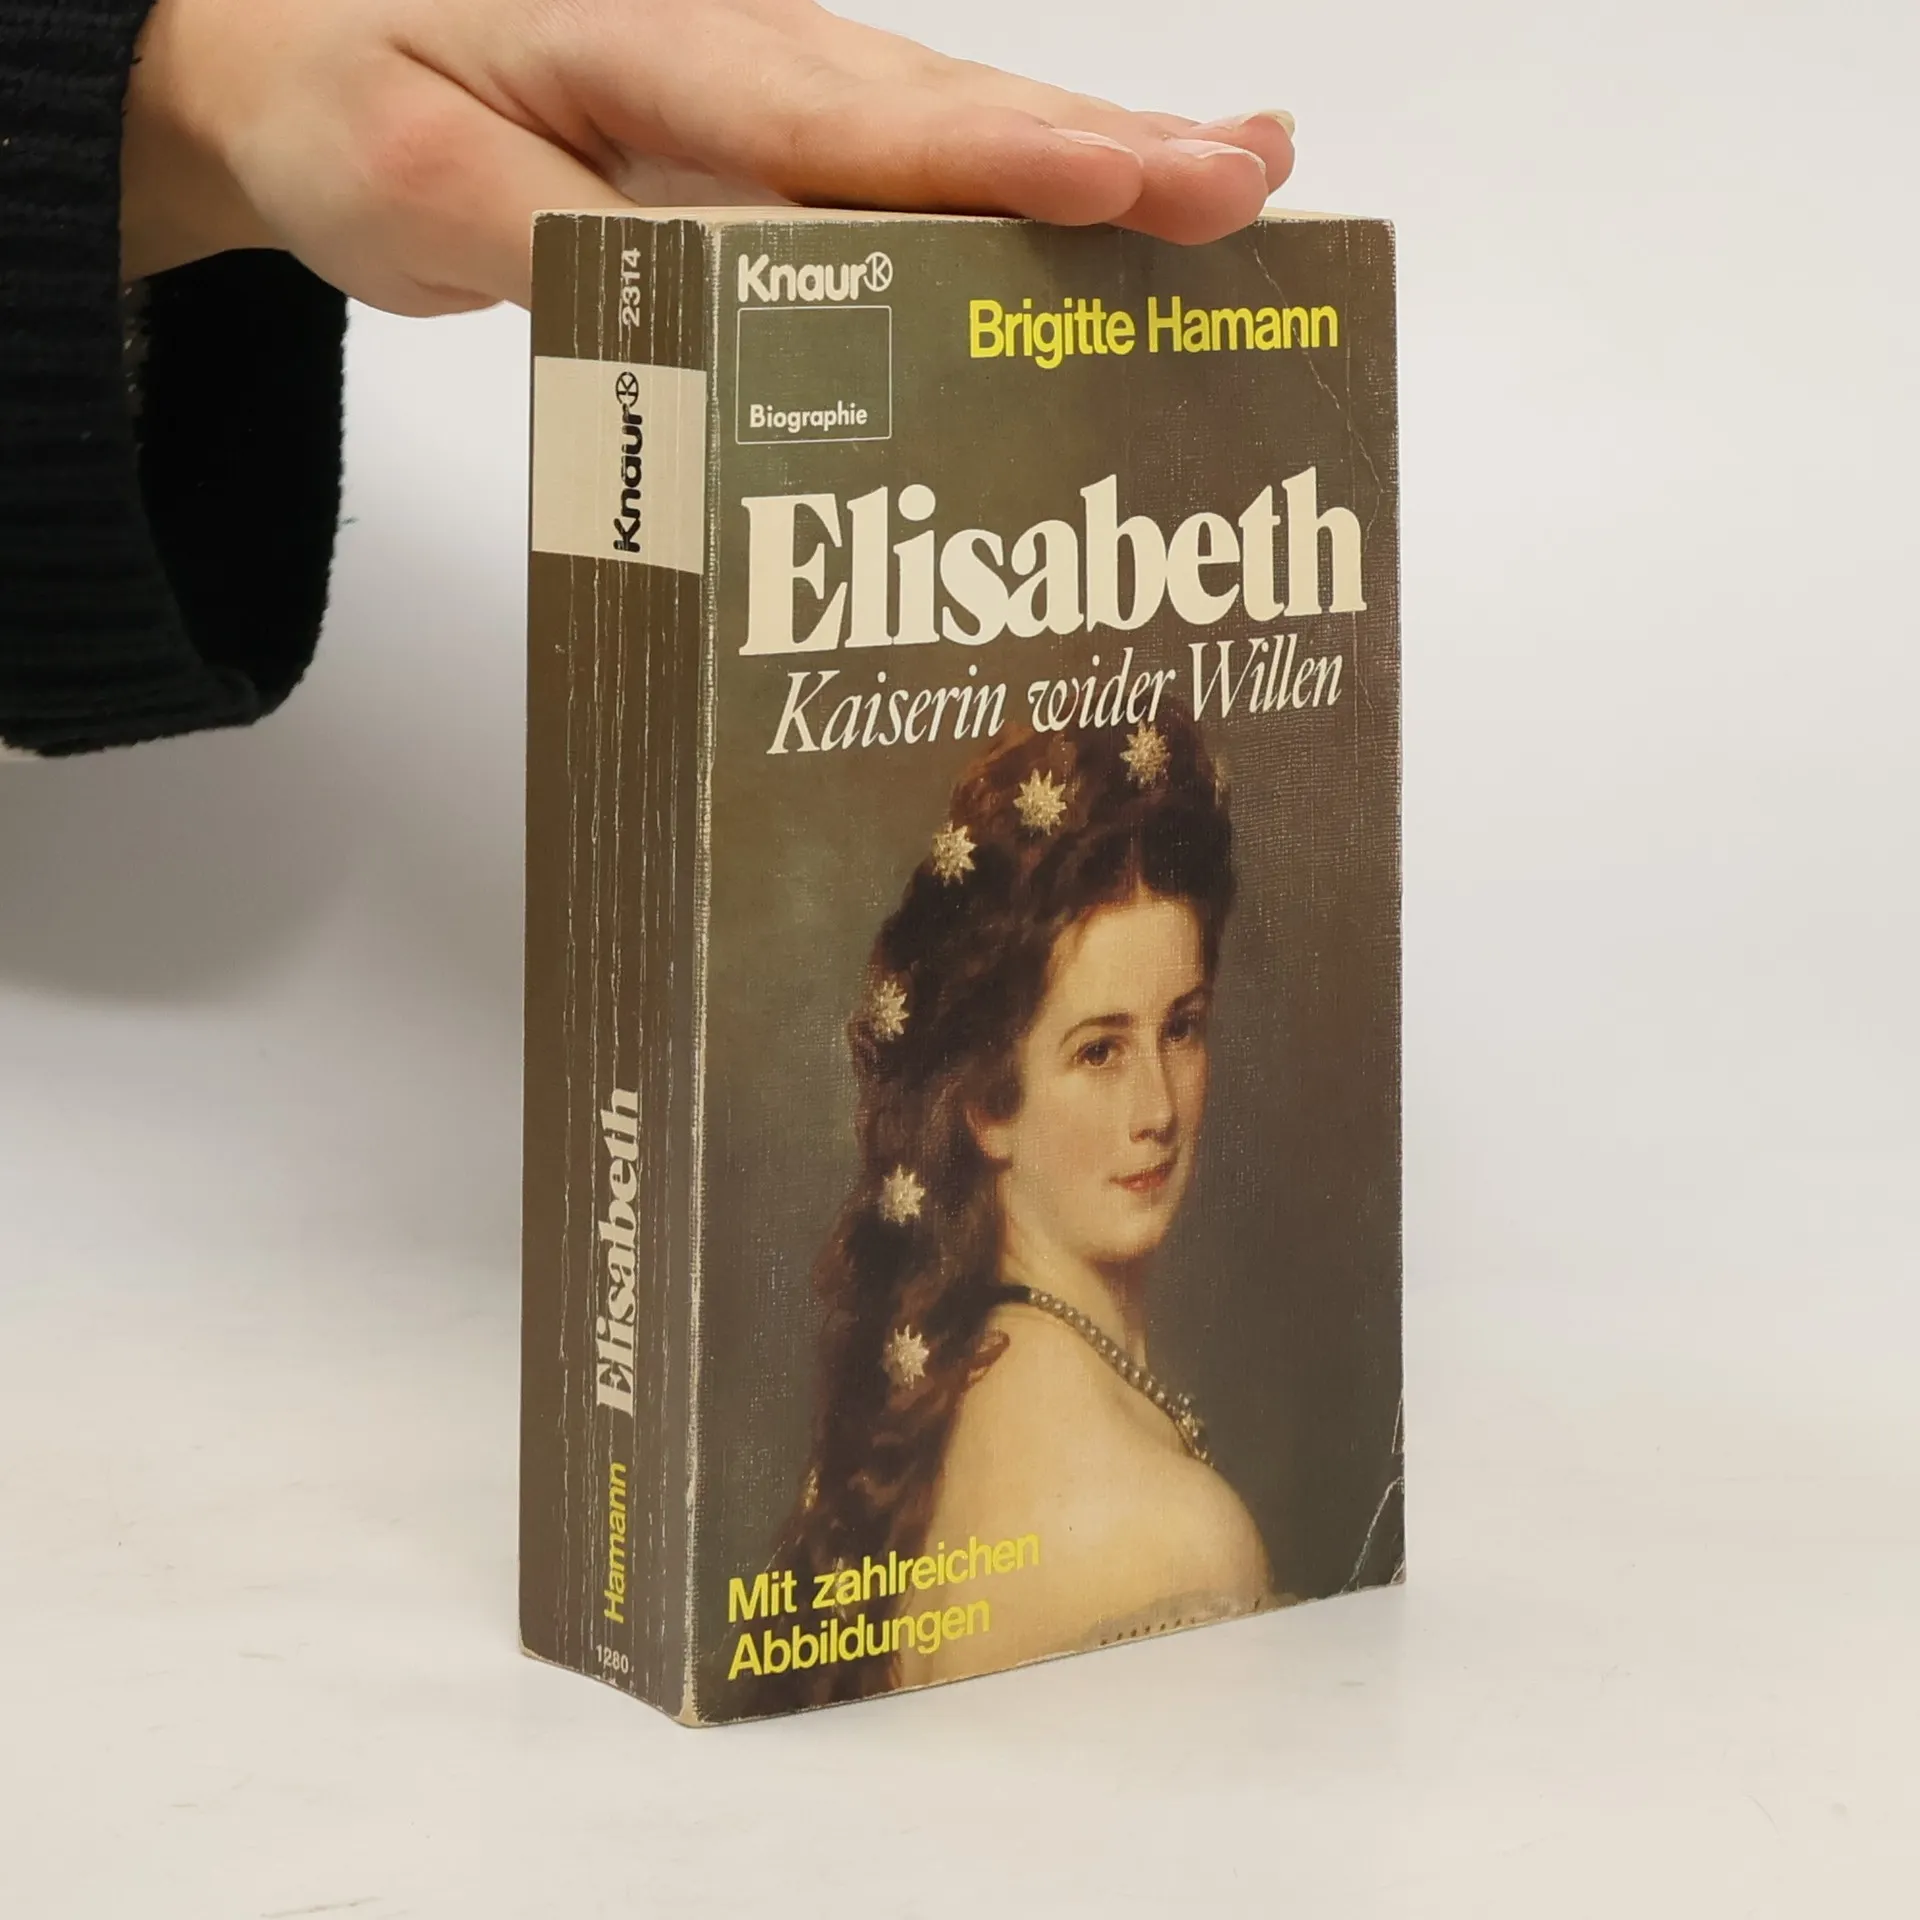 2314
Knaur
Elisabeth
Hamann
1280
Knaur
Biographie
Brigitte Hamann
Elisabeth
Kaiserin wider Willen
Mit zahlreichen
Abbildungen